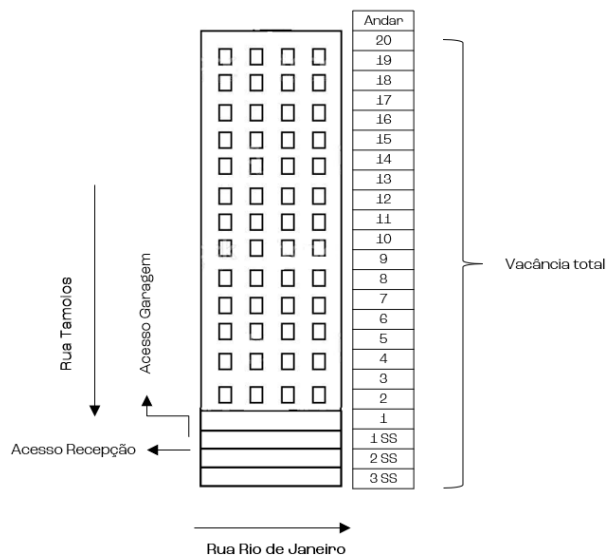 Andar
20
19
18
17
16
15
14
13
12
11
10
9
8
7
6
5
4
3
2
1
1 SS
2 SS
3 SS
Vacância total
Rua Tamoios
Acesso Garagem
Acesso Recepção
Rua Rio de Janeiro